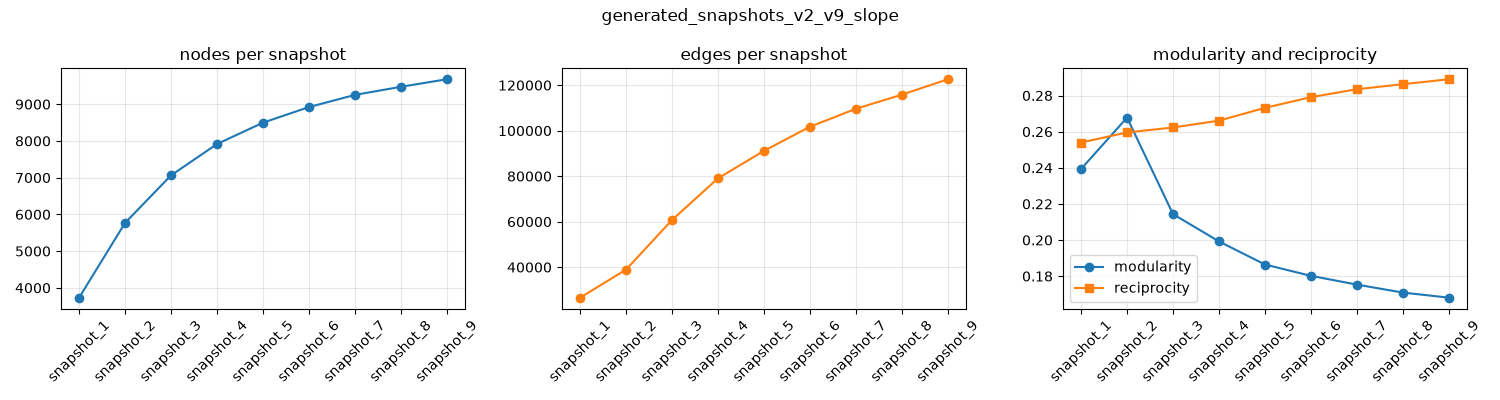 generated_snapshots_v2_v9_slope
nodes per snapshot
9000
8000
7000
6000
5000
4000
snapshot_1
snapshot_2
snapshot_3
snapshot_4
snapshot_5
snapshot_6
snapshot_7
snapshot_8
snapshot_9
edges per snapshot
120000
100000
80000
60000
40000
snapshot_1
snapshot_2
snapshot_3
snapshot_4
snapshot_5
snapshot_6
snapshot_7
snapshot_8
snapshot_9
modularity and reciprocity
0.28
0.26
0.24
0.22
0.20
0.18
modularity
reciprocity
snapshot_1
snapshot_2
snapshot_3
snapshot_4
snapshot_5
snapshot_6
snapshot_7
snapshot_8
snapshot_9